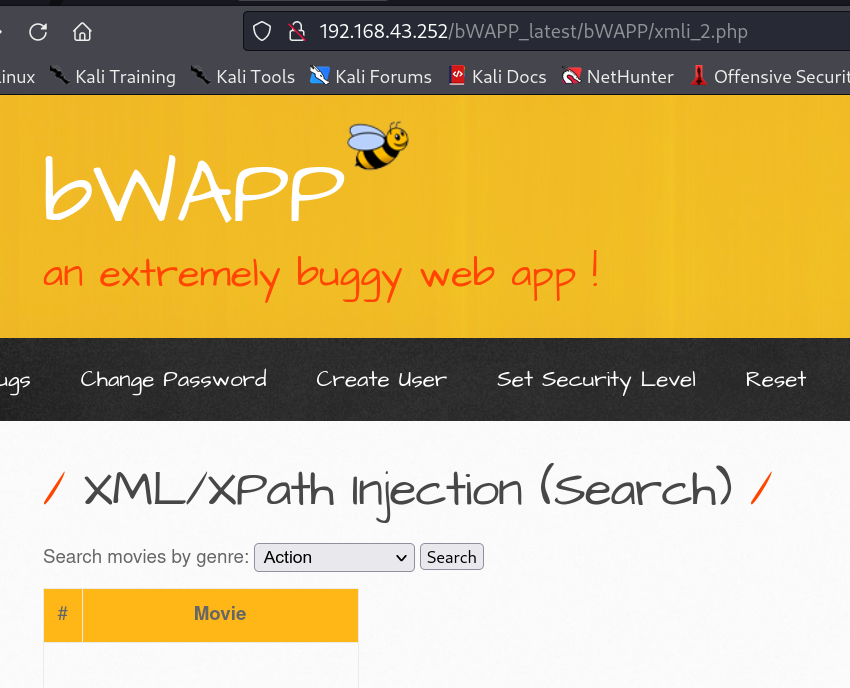 192.168.43.252/bWAPP_latest/bWAPP/xmli_2.php
inux Kali Training Kali Tools Kali Forums Kali Docs NetHunter Offensive Securit
bWAPP
an extremely buggy web app !
ugs Change Password Create User Set Security Level Reset
/ XML/XPath Injection (Search) /
Search movies by genre: Action Search
# Movie